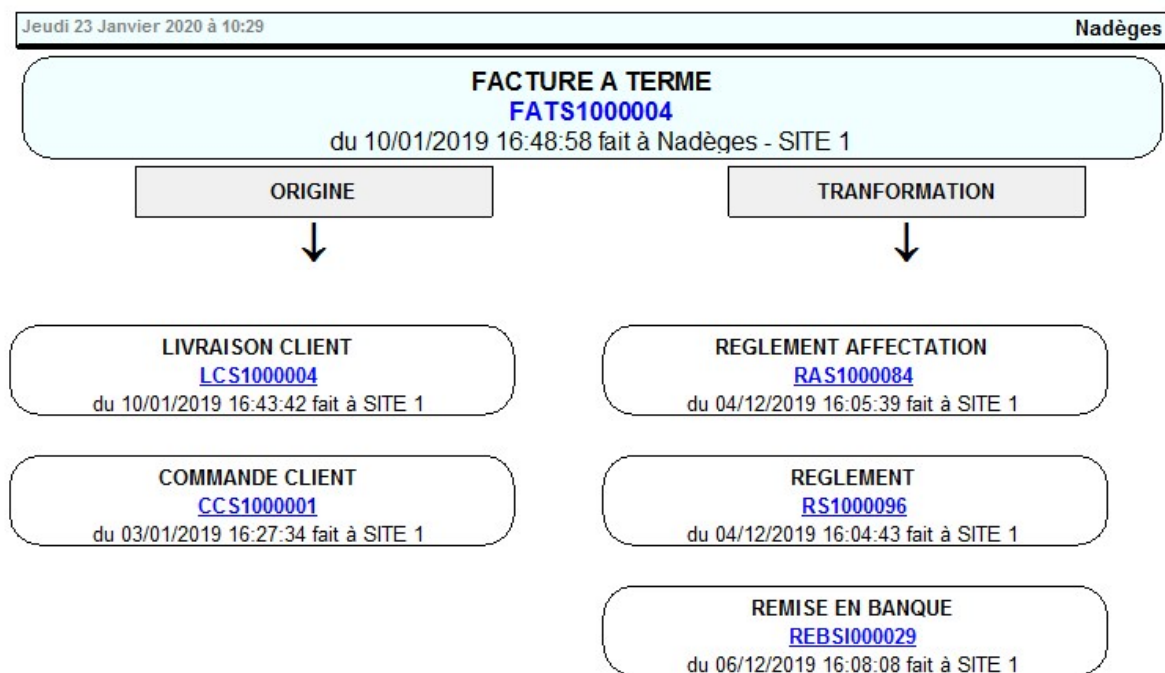 Jeudi 23 Janvier 2020 à 10:29
Nadèges
FACTURE A TERME
FATS1000004
du 10/01/2019 16:48:58 fait à Nadèges - SITE 1
ORIGINE
TRANFORMATION
LIVRAISON CLIENT
LCS1000004
du 10/01/2019 16:43:42 fait à SITE 1
COMMANDE CLIENT
CCS1000001
du 03/01/2019 16:27:34 fait à SITE 1
REGLEMENT AFFECTATION
RAS1000084
du 04/12/2019 16:05:39 fait à SITE 1
REGLEMENT
RS1000096
du 04/12/2019 16:04:43 fait à SITE 1
REMISE EN BANQUE
REBSI000029
du 06/12/2019 16:08:08 fait à SITE 1